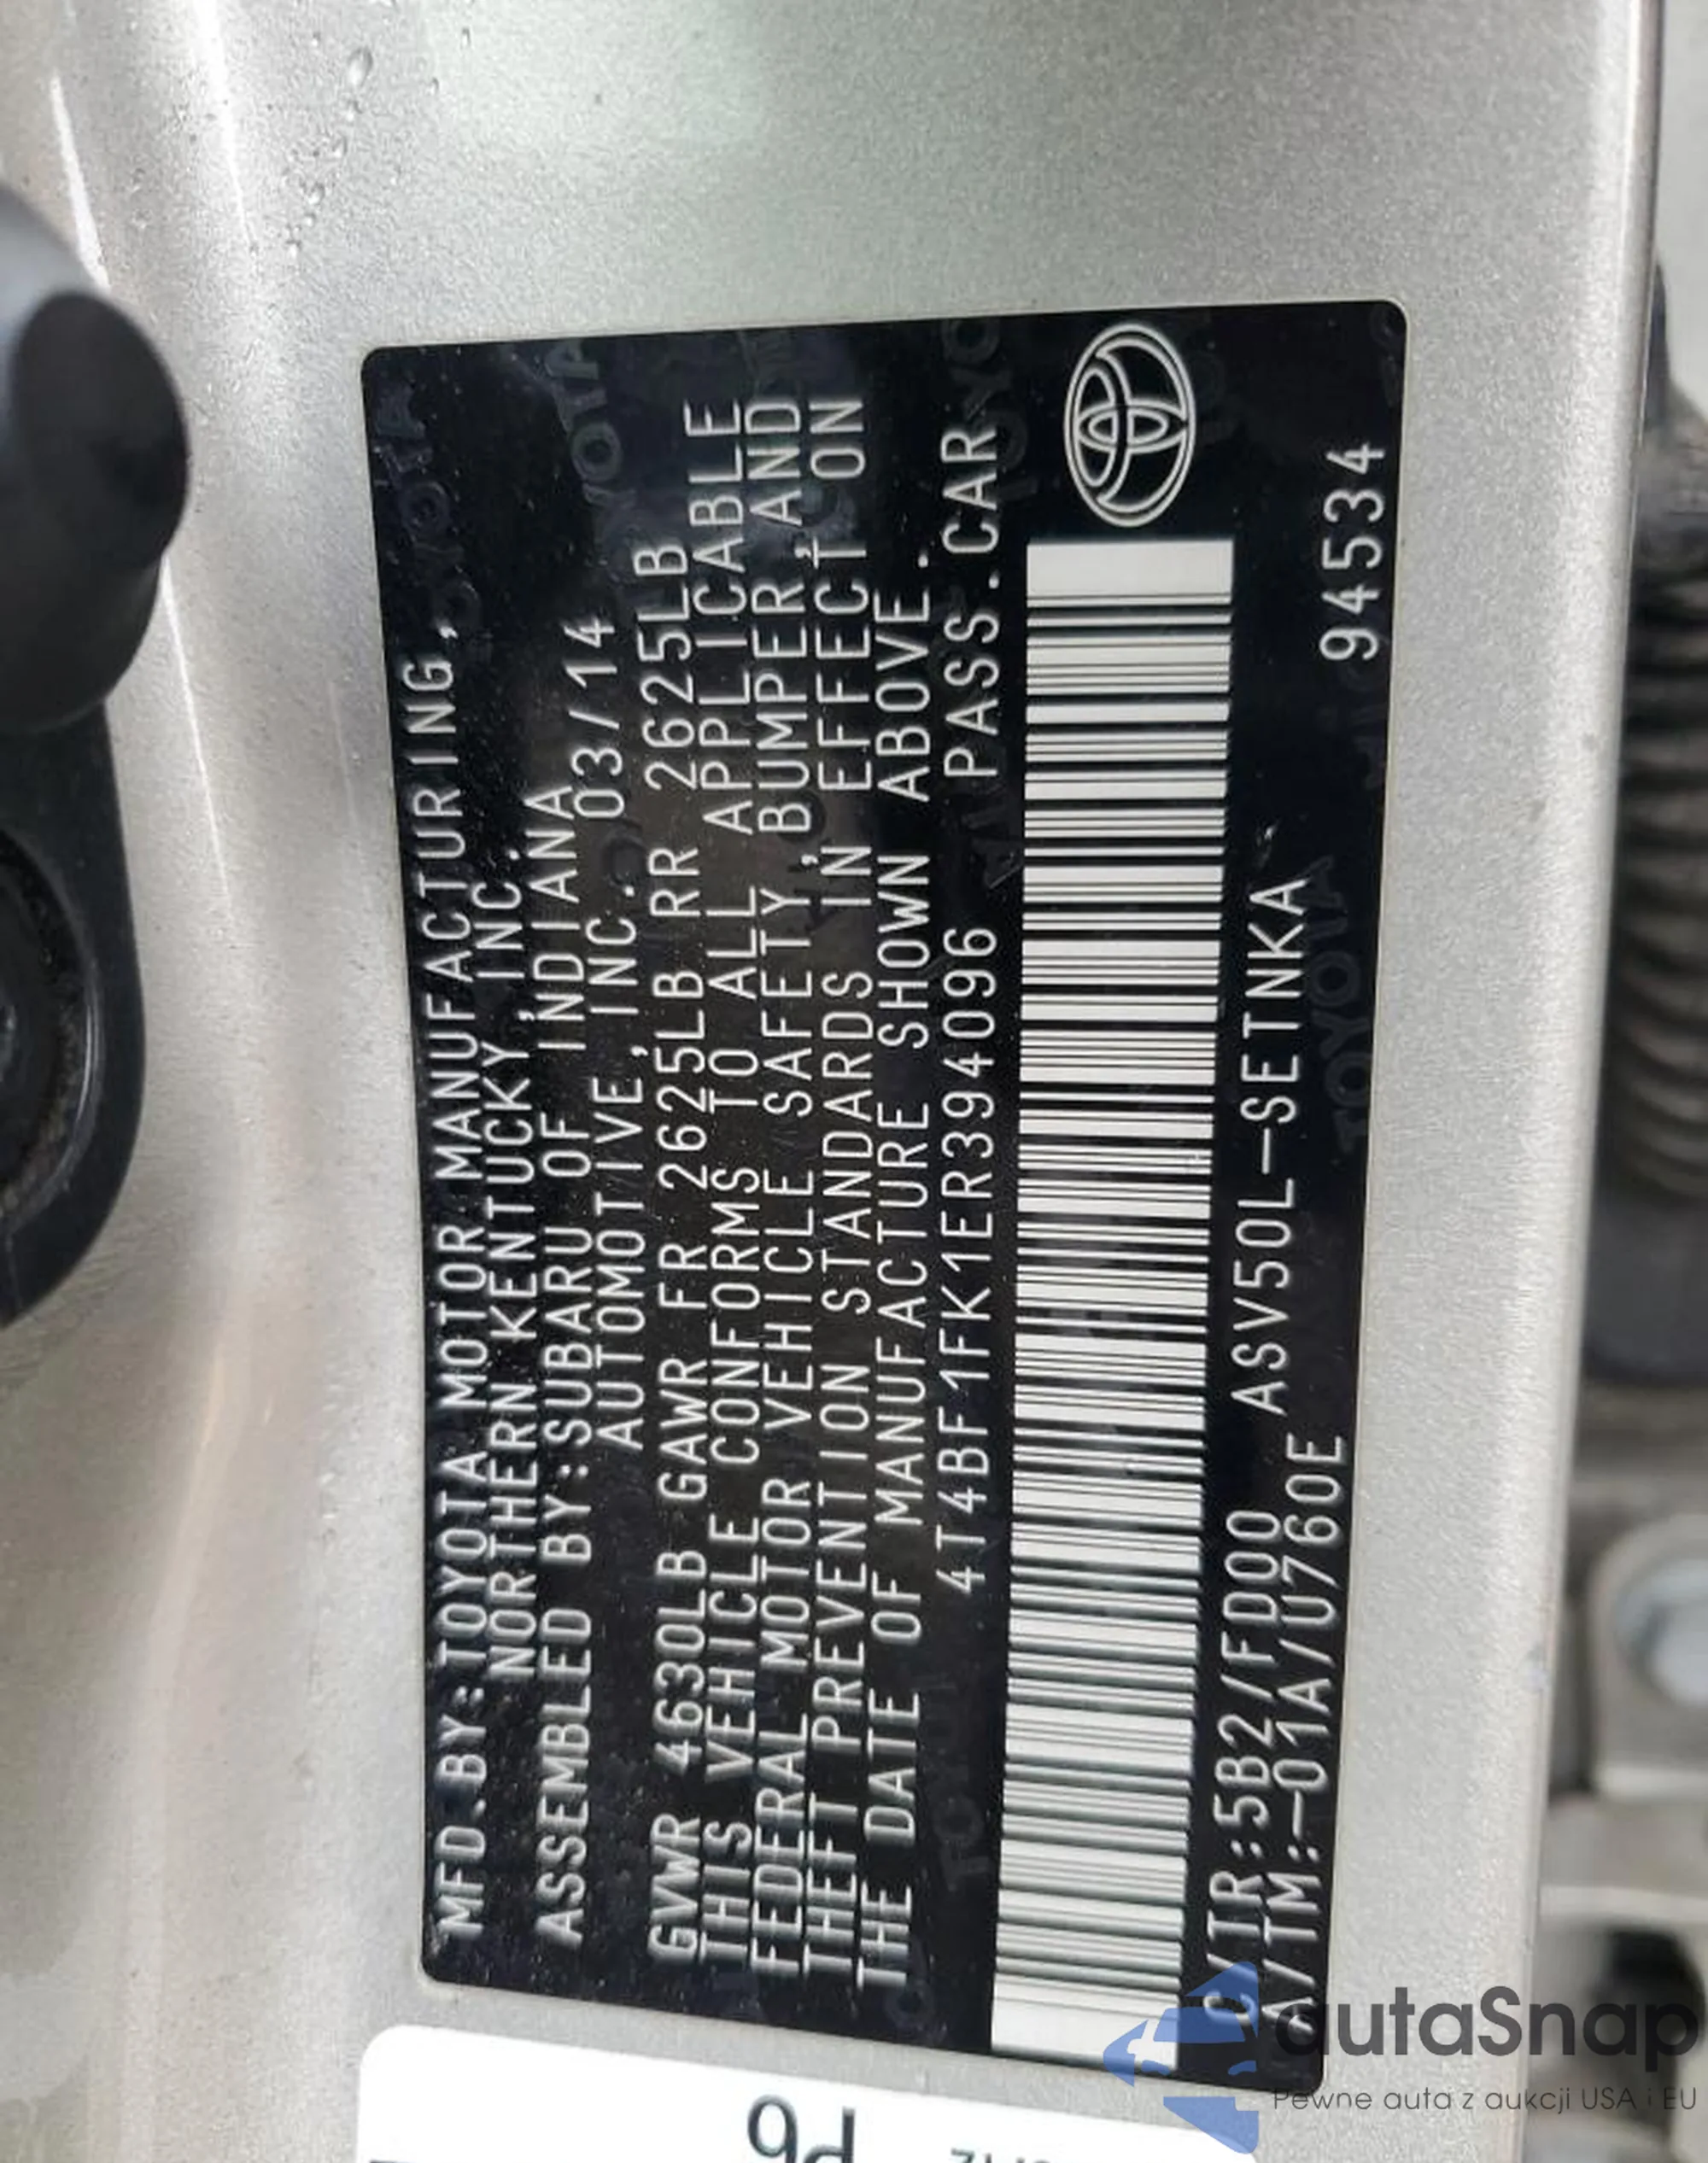 MFD.BY:TOYOTA MOTOR MANUFACTURING,
NORTHERN KENTUCKY, INC.
ASSEMBLED BY:SUBARU OF INDIANA
AUTOMOTIVE, INC. 03/14
GVWR 4630LB GAWR FR 2625LB RR 2625LB
THIS VEHICLE CONFORMS TO ALL APPLICABLE
FEDERAL MOTOR VEHICLE SAFETY, BUMPER, AND
THEFT PREVENTION STANDARDS IN EFFECT ON
THE DATE OF MANUFACTURE SHOWN ABOVE.
4T4BF1FK1ER394096 PASS.CAR
C/TR:5B2/FD00 ASV50L-SETNKA
A/TM:-01A/U760E 94534
P6
autaSnap
Pewne auta z aukcji USA i EU